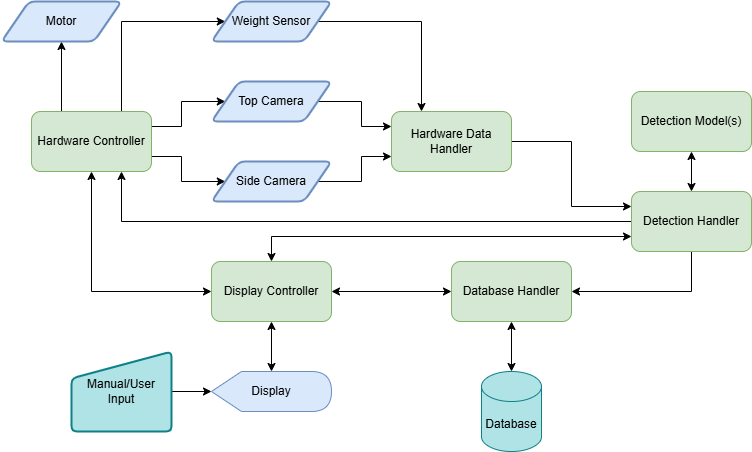 Motor
Weight Sensor
Top Camera
Hardware Controller
Hardware Data
Handler
Detection Model(s)
Side Camera
Detection Handler
Display Controller
Database Handler
Manual/User
Input
Display
Database